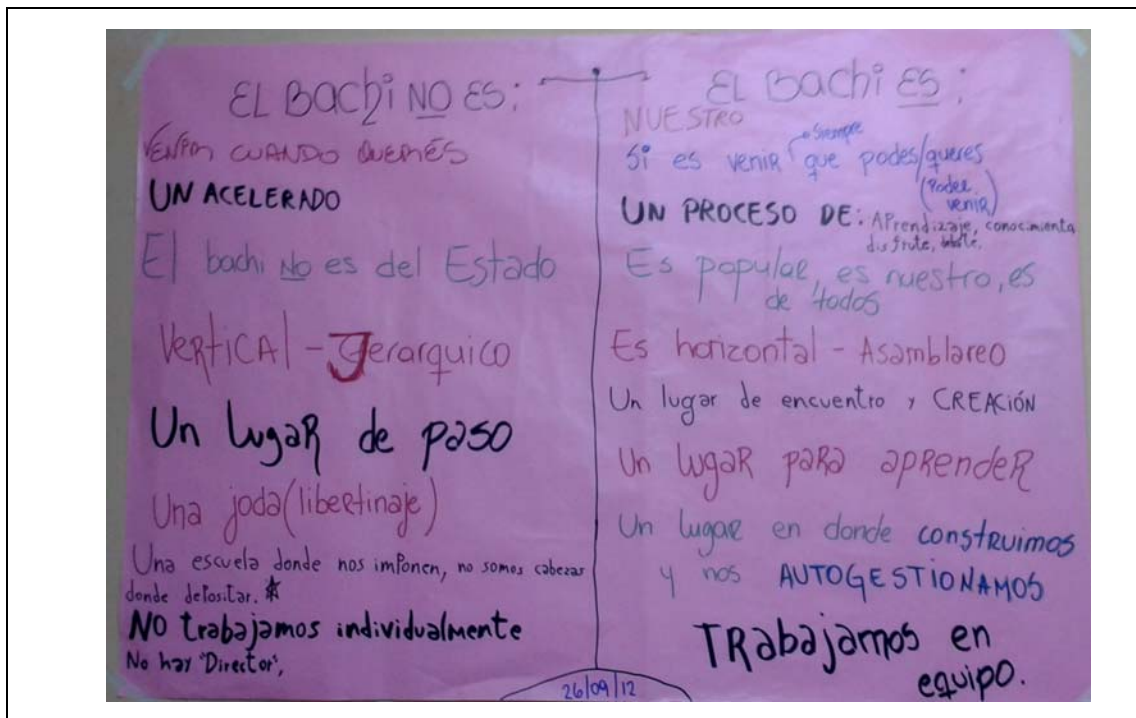 EL BACHI NO ES:
VENIR CUANDO QUERÉS
UN ACELERADO
El bachi NO es del Estado
VERTICAL - Jerarquico
Un lugaR de paso
Una joda (libertinaje)
Una escuela donde nos imPonen, no somos cabezas
donde dePositar. *
NO trabajamos individualmente
No hay "Director",
EL BACHI ES:
NUESTRO
Siempre
Si es veniR que podes/queres
(Poder
venir)
UN PROCESO DE: APrendizaje, conocimiento,
disfrute, debate.
Es populaR, es nuestro, es
de todos
Es horizontal - Asamblareo
Un lugar de encuentro y CREACIÓN
Un lugaR paRa apRendeR
Un lugaR en donde constRuimos
y nos AUTOGESTIONAMOS
TRabajamos en
equipo.
26/09/12